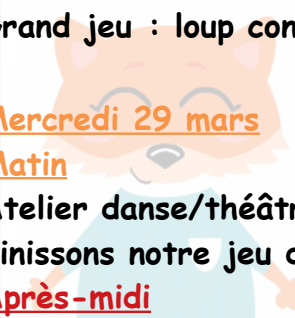 rand jeu : loup con
Mercredi 29 mars
Matin
Atelier danse/théâtr
inissons notre jeu d
Après-midi